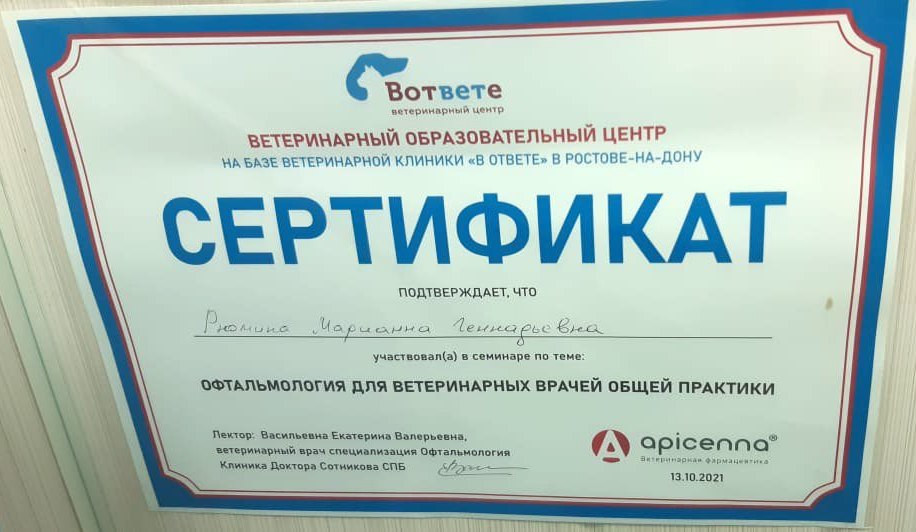 Вответе
ветеринарный центр
ВЕТЕРИНАРНЫЙ ОБРАЗОВАТЕЛЬНЫЙ ЦЕНТР
НА БАЗЕ ВЕТЕРИНАРНОЙ КЛИНИКИ «В ОТВЕТЕ» В РОСТОВЕ-НА-ДОНУ
СЕРТИФИКАТ
ПОДТВЕРЖДАЕТ, ЧТО
Рюмина Марианна Геннадьевна
участвовал(а) в семинаре по теме:
ОФТАЛЬМОЛОГИЯ ДЛЯ ВЕТЕРИНАРНЫХ ВРАЧЕЙ ОБЩЕЙ ПРАКТИКИ
Лектор: Васильевна Екатерина Валерьевна,
ветеринарный врач специализация Офтальмология
Клиника Доктора Сотникова СПБ
apicenna®
Ветеринарная фармацевтика
13.10.2021